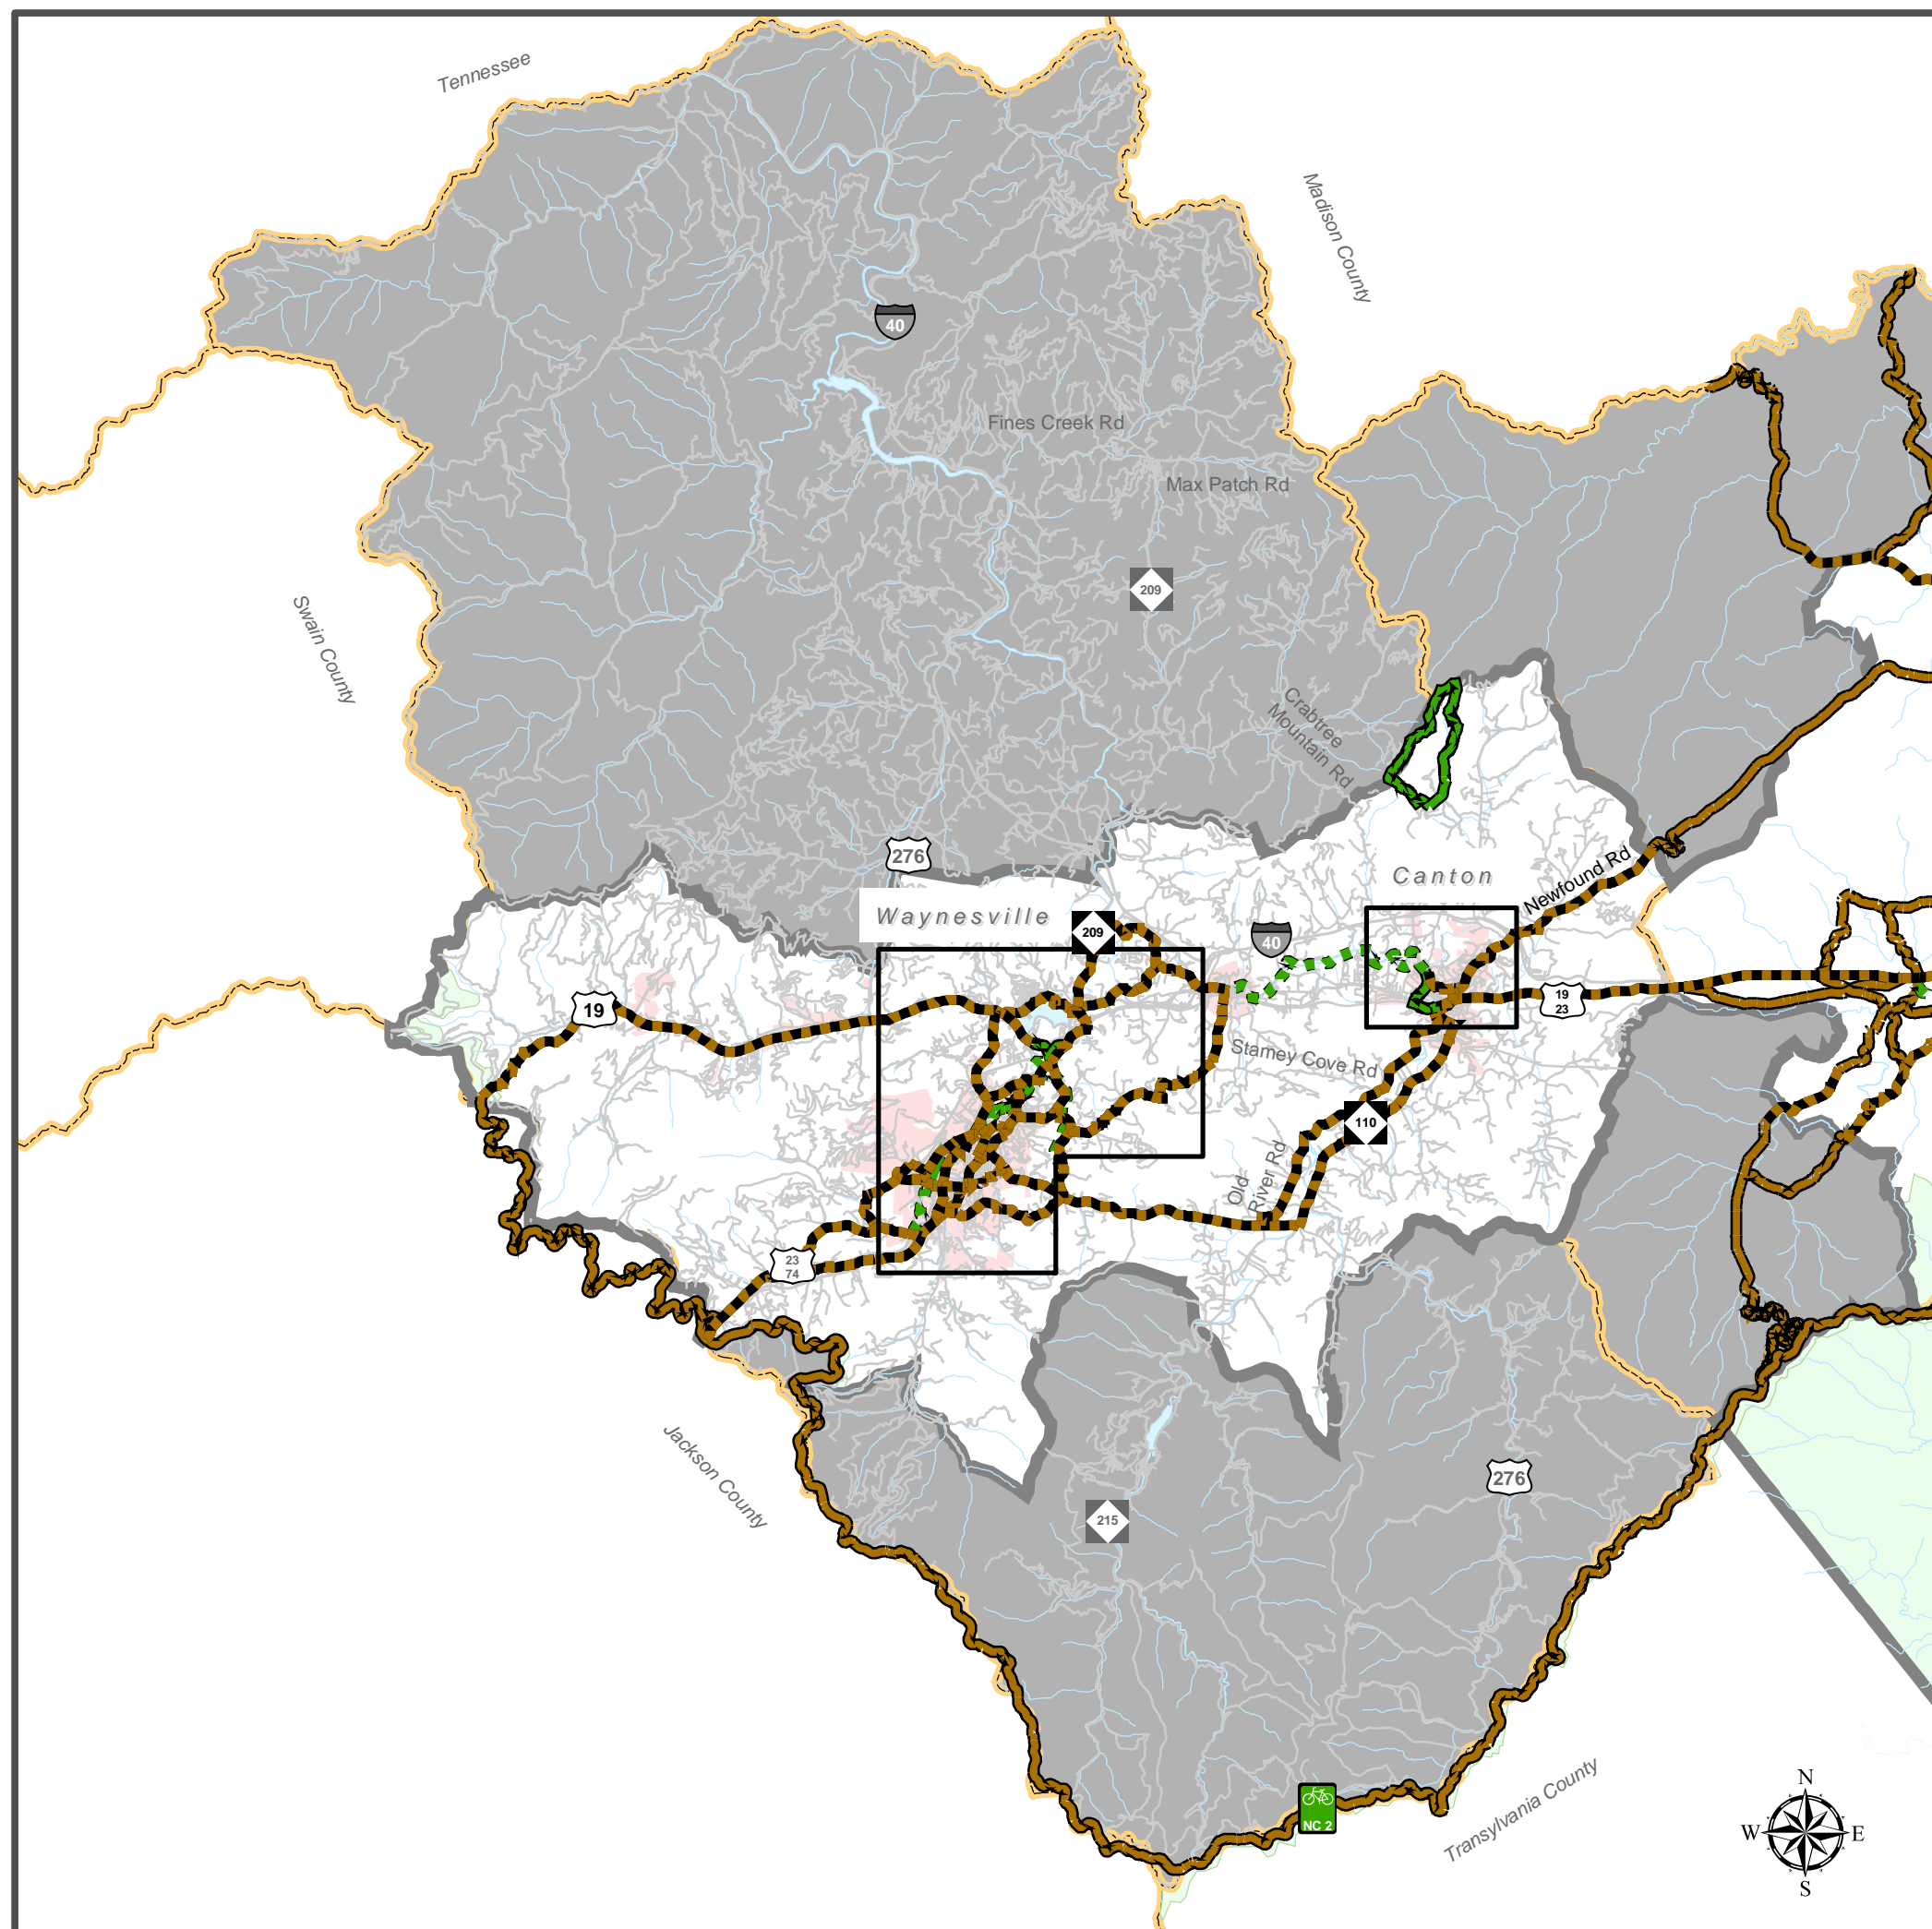 Tennessee
Madison County
40
Fines Creek Rd
Max Patch Rd
209
Swain County
Crabtree
Mountain Rd
276
Canton
Newfound Rd
Waynesville
209
40
19
19
23
Stamey Cove Rd
110
Old
River Rd
23
74
Jackson County
276
215
NC 2
Transylvania County
N
W
E
S